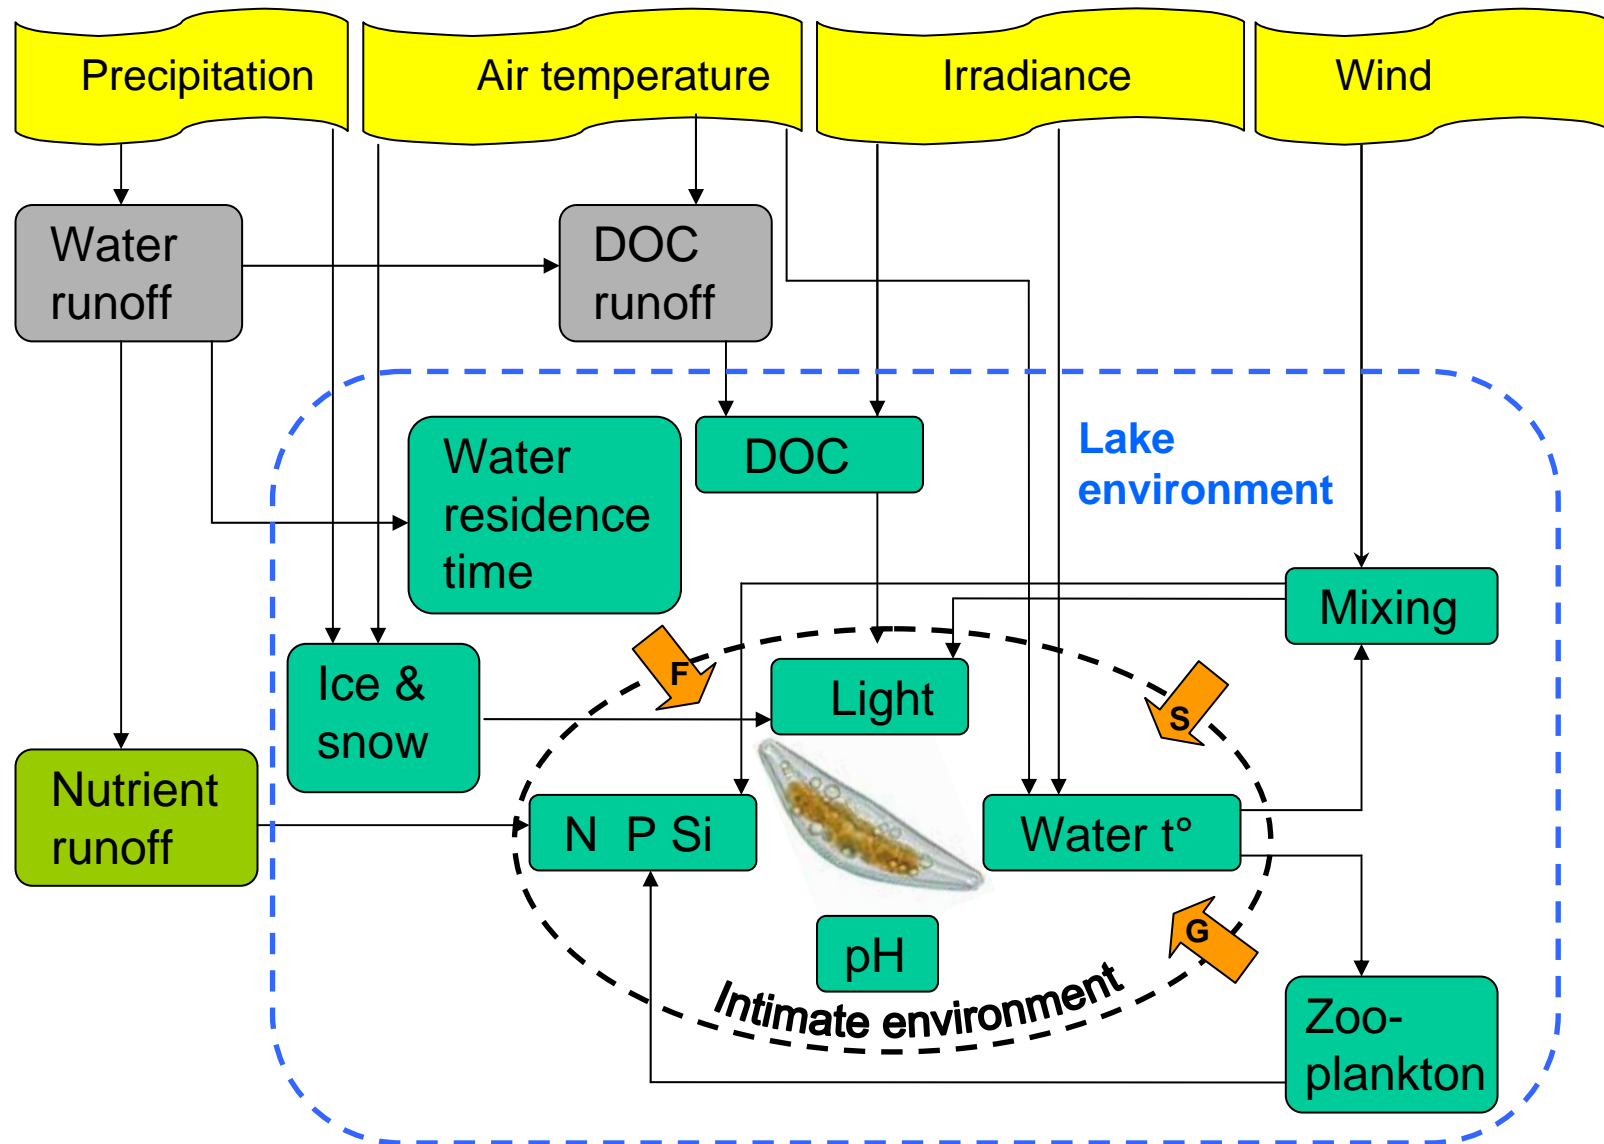 Precipitation
Air temperature
Irradiance
Wind
Water
runoff
DOC
runoff
Water
residence
time
DOC
Lake
environment
Mixing
Ice &
snow
F
Light
S
Nutrient
runoff
N P Si
Water t°
pH
G
Intimate environment
Zoo-
plankton